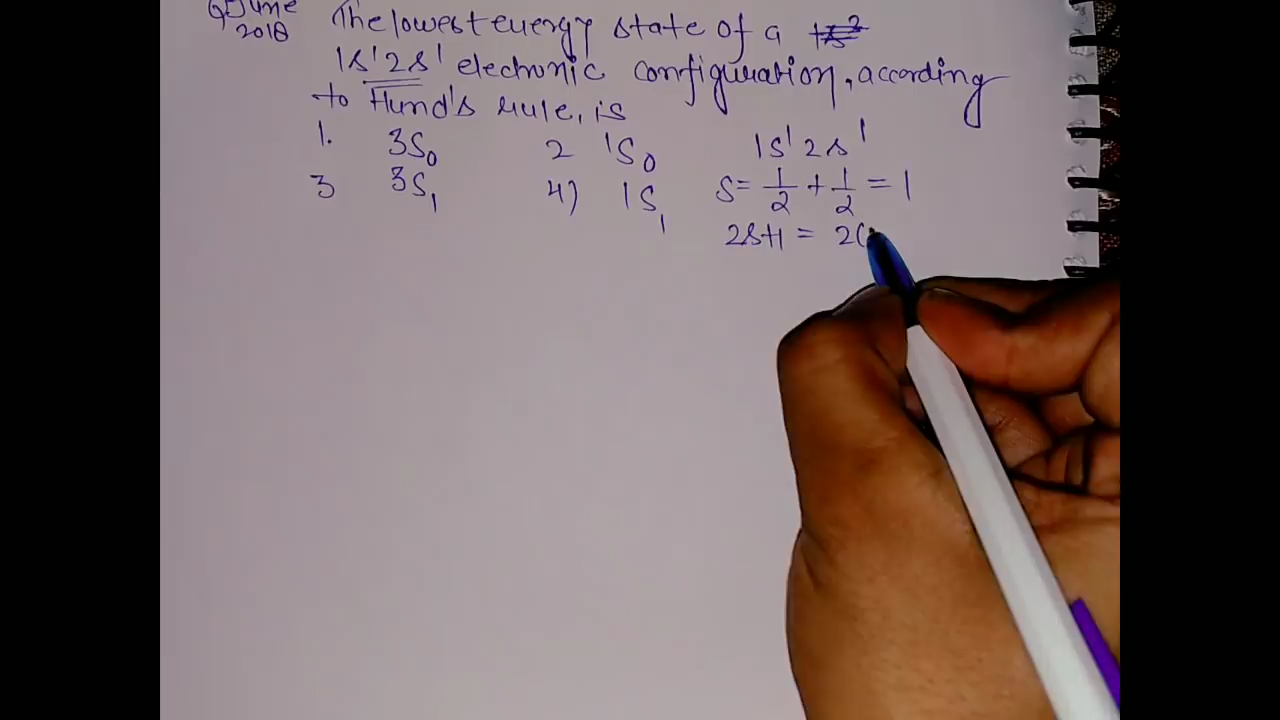 Q June The lowest energy state of a
2018
1s¹2s¹ electronic configuration, according
to Hund's rule, is
1. 3S₀ 2 ¹S₀ 1s¹2s¹
3 3S₁ 4) 1S₁ S = 1/2 + 1/2 = 1
2s+1 = 2(